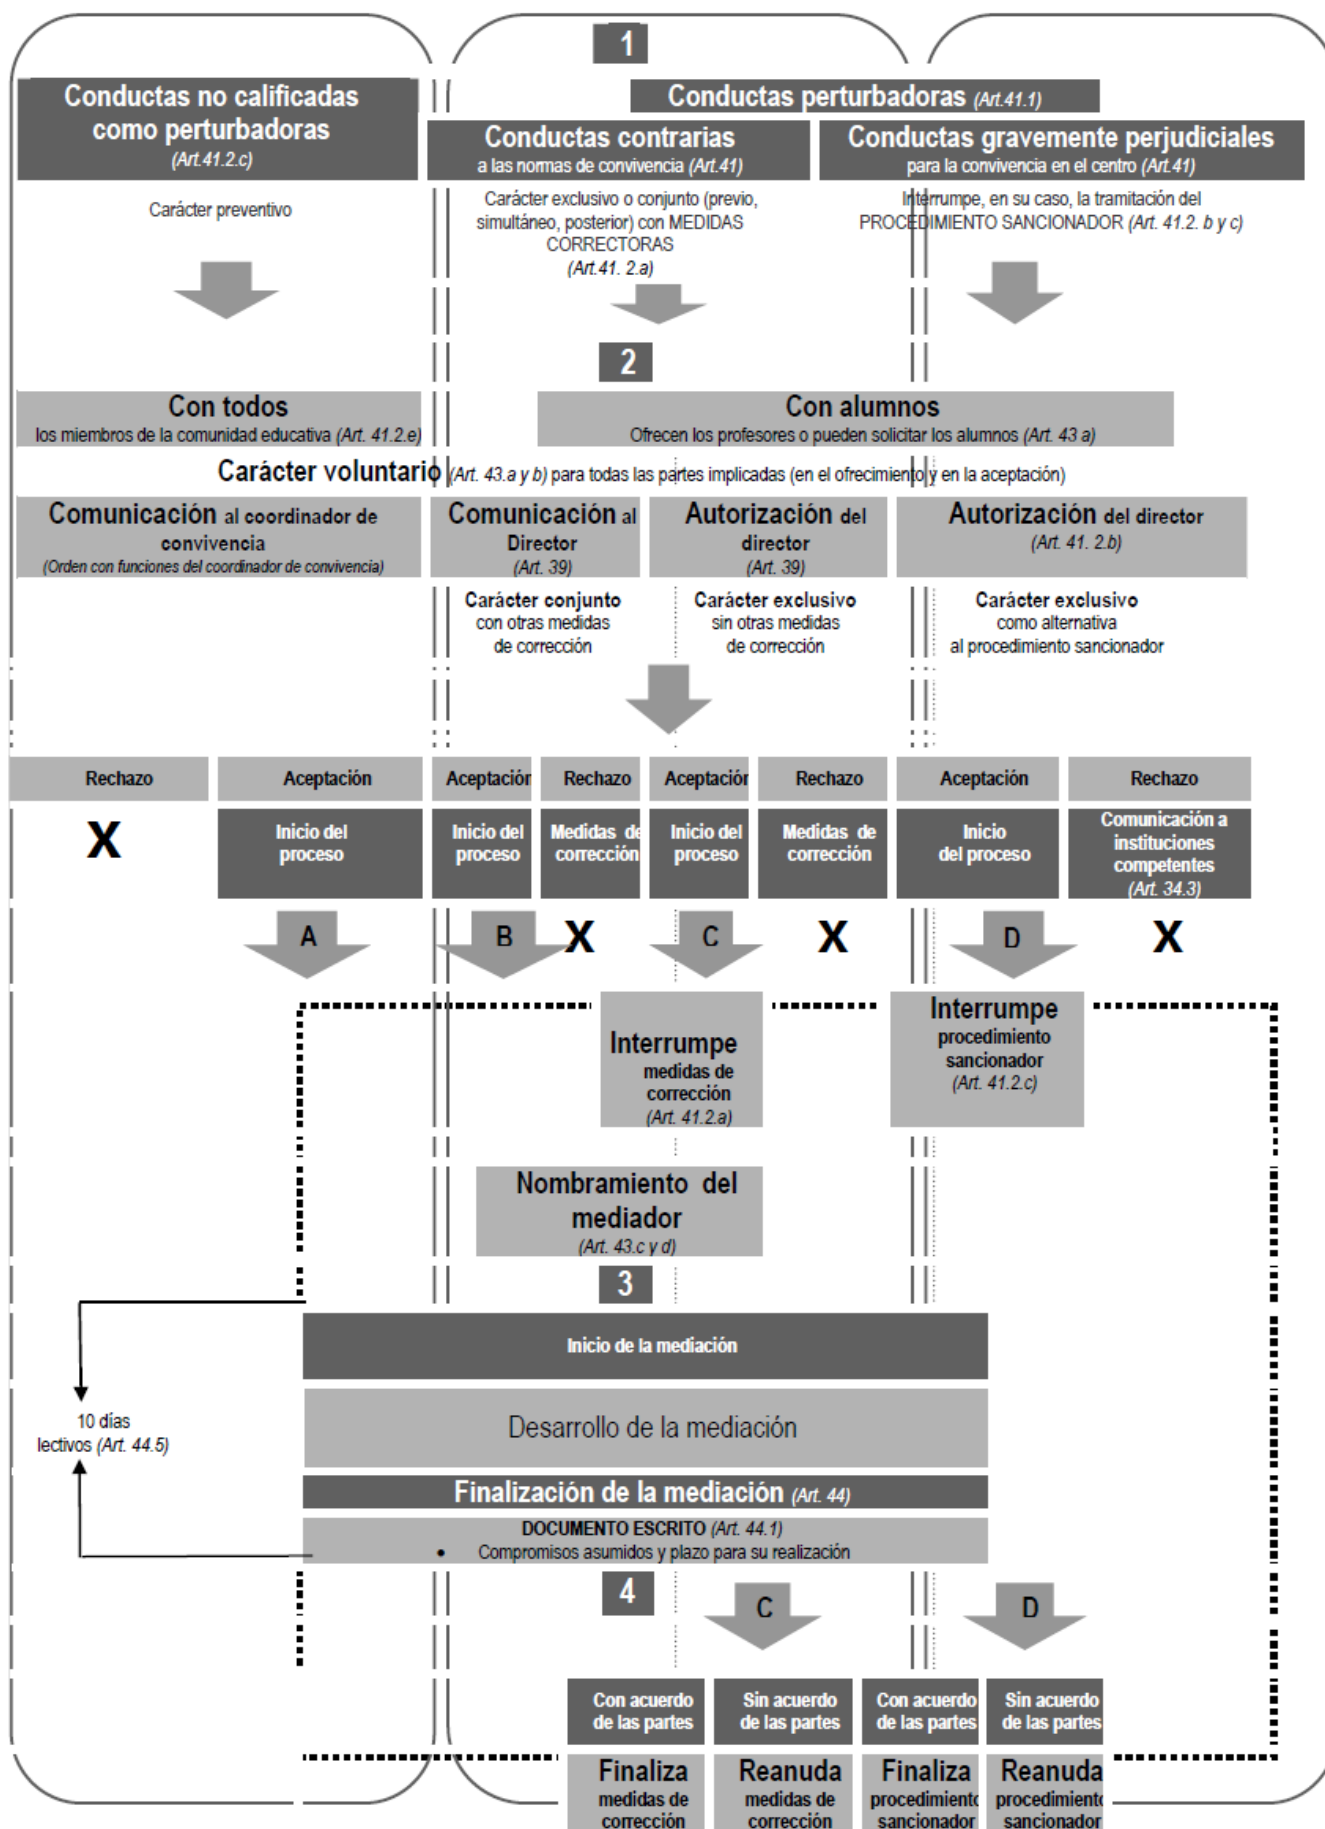 1
Conductas no calificadas
como perturbadoras
(Art.41.2.c)
Conductas perturbadoras (Art.41.1)
Conductas contrarias
a las normas de convivencia (Art.41)
Conductas gravemente perjudiciales
para la convivencia en el centro (Art.41)
Carácter preventivo
Carácter exclusivo o conjunto (previo,
simultáneo, posterior) con MEDIDAS
CORRECTORAS
(Art.41. 2.a)
Interrumpe, en su caso, la tramitación del
PROCEDIMIENTO SANCIONADOR (Art. 41.2. b y c)
2
Con todos
los miembros de la comunidad educativa (Art. 41.2.e)
Con alumnos
Ofrecen los profesores o pueden solicitar los alumnos (Art. 43 a)
Carácter voluntario (Art. 43.a y b) para todas las partes implicadas (en el ofrecimiento y en la aceptación)
Comunicación al coordinador de
convivencia
(Orden con funciones del coordinador de convivencia)
Comunicación al
Director
(Art. 39)
Autorización del
director
(Art. 39)
Autorización del director
(Art. 41. 2.b)
Carácter conjunto
con otras medidas
de corrección
Carácter exclusivo
sin otras medidas
de corrección
Carácter exclusivo
como alternativa
al procedimiento sancionador
Rechazo
Aceptación
Aceptación
Rechazo
Aceptación
Rechazo
Aceptación
Rechazo
X
Inicio del
proceso
Inicio del
proceso
Medidas de
corrección
Inicio del
proceso
Medidas de
corrección
Inicio
del proceso
Comunicación a
instituciones
competentes
(Art. 34.3)
A
B
X
C
X
D
X
Interrumpe
medidas de
corrección
(Art. 41.2.a)
Interrumpe
procedimiento
sancionador
(Art. 41.2.c)
Nombramiento del
mediador
(Art. 43.c y d)
3
Inicio de la mediación
10 días
lectivos (Art. 44.5)
Desarrollo de la mediación
Finalización de la mediación (Art. 44)
DOCUMENTO ESCRITO (Art. 44.1)
• Compromisos asumidos y plazo para su realización
4
C
D
Con acuerdo
de las partes
Sin acuerdo
de las partes
Con acuerdo
de las partes
Sin acuerdo
de las partes
Finaliza
medidas de
corrección
Reanuda
medidas de
corrección
Finaliza
procedimiento
sancionador
Reanuda
procedimiento
sancionador